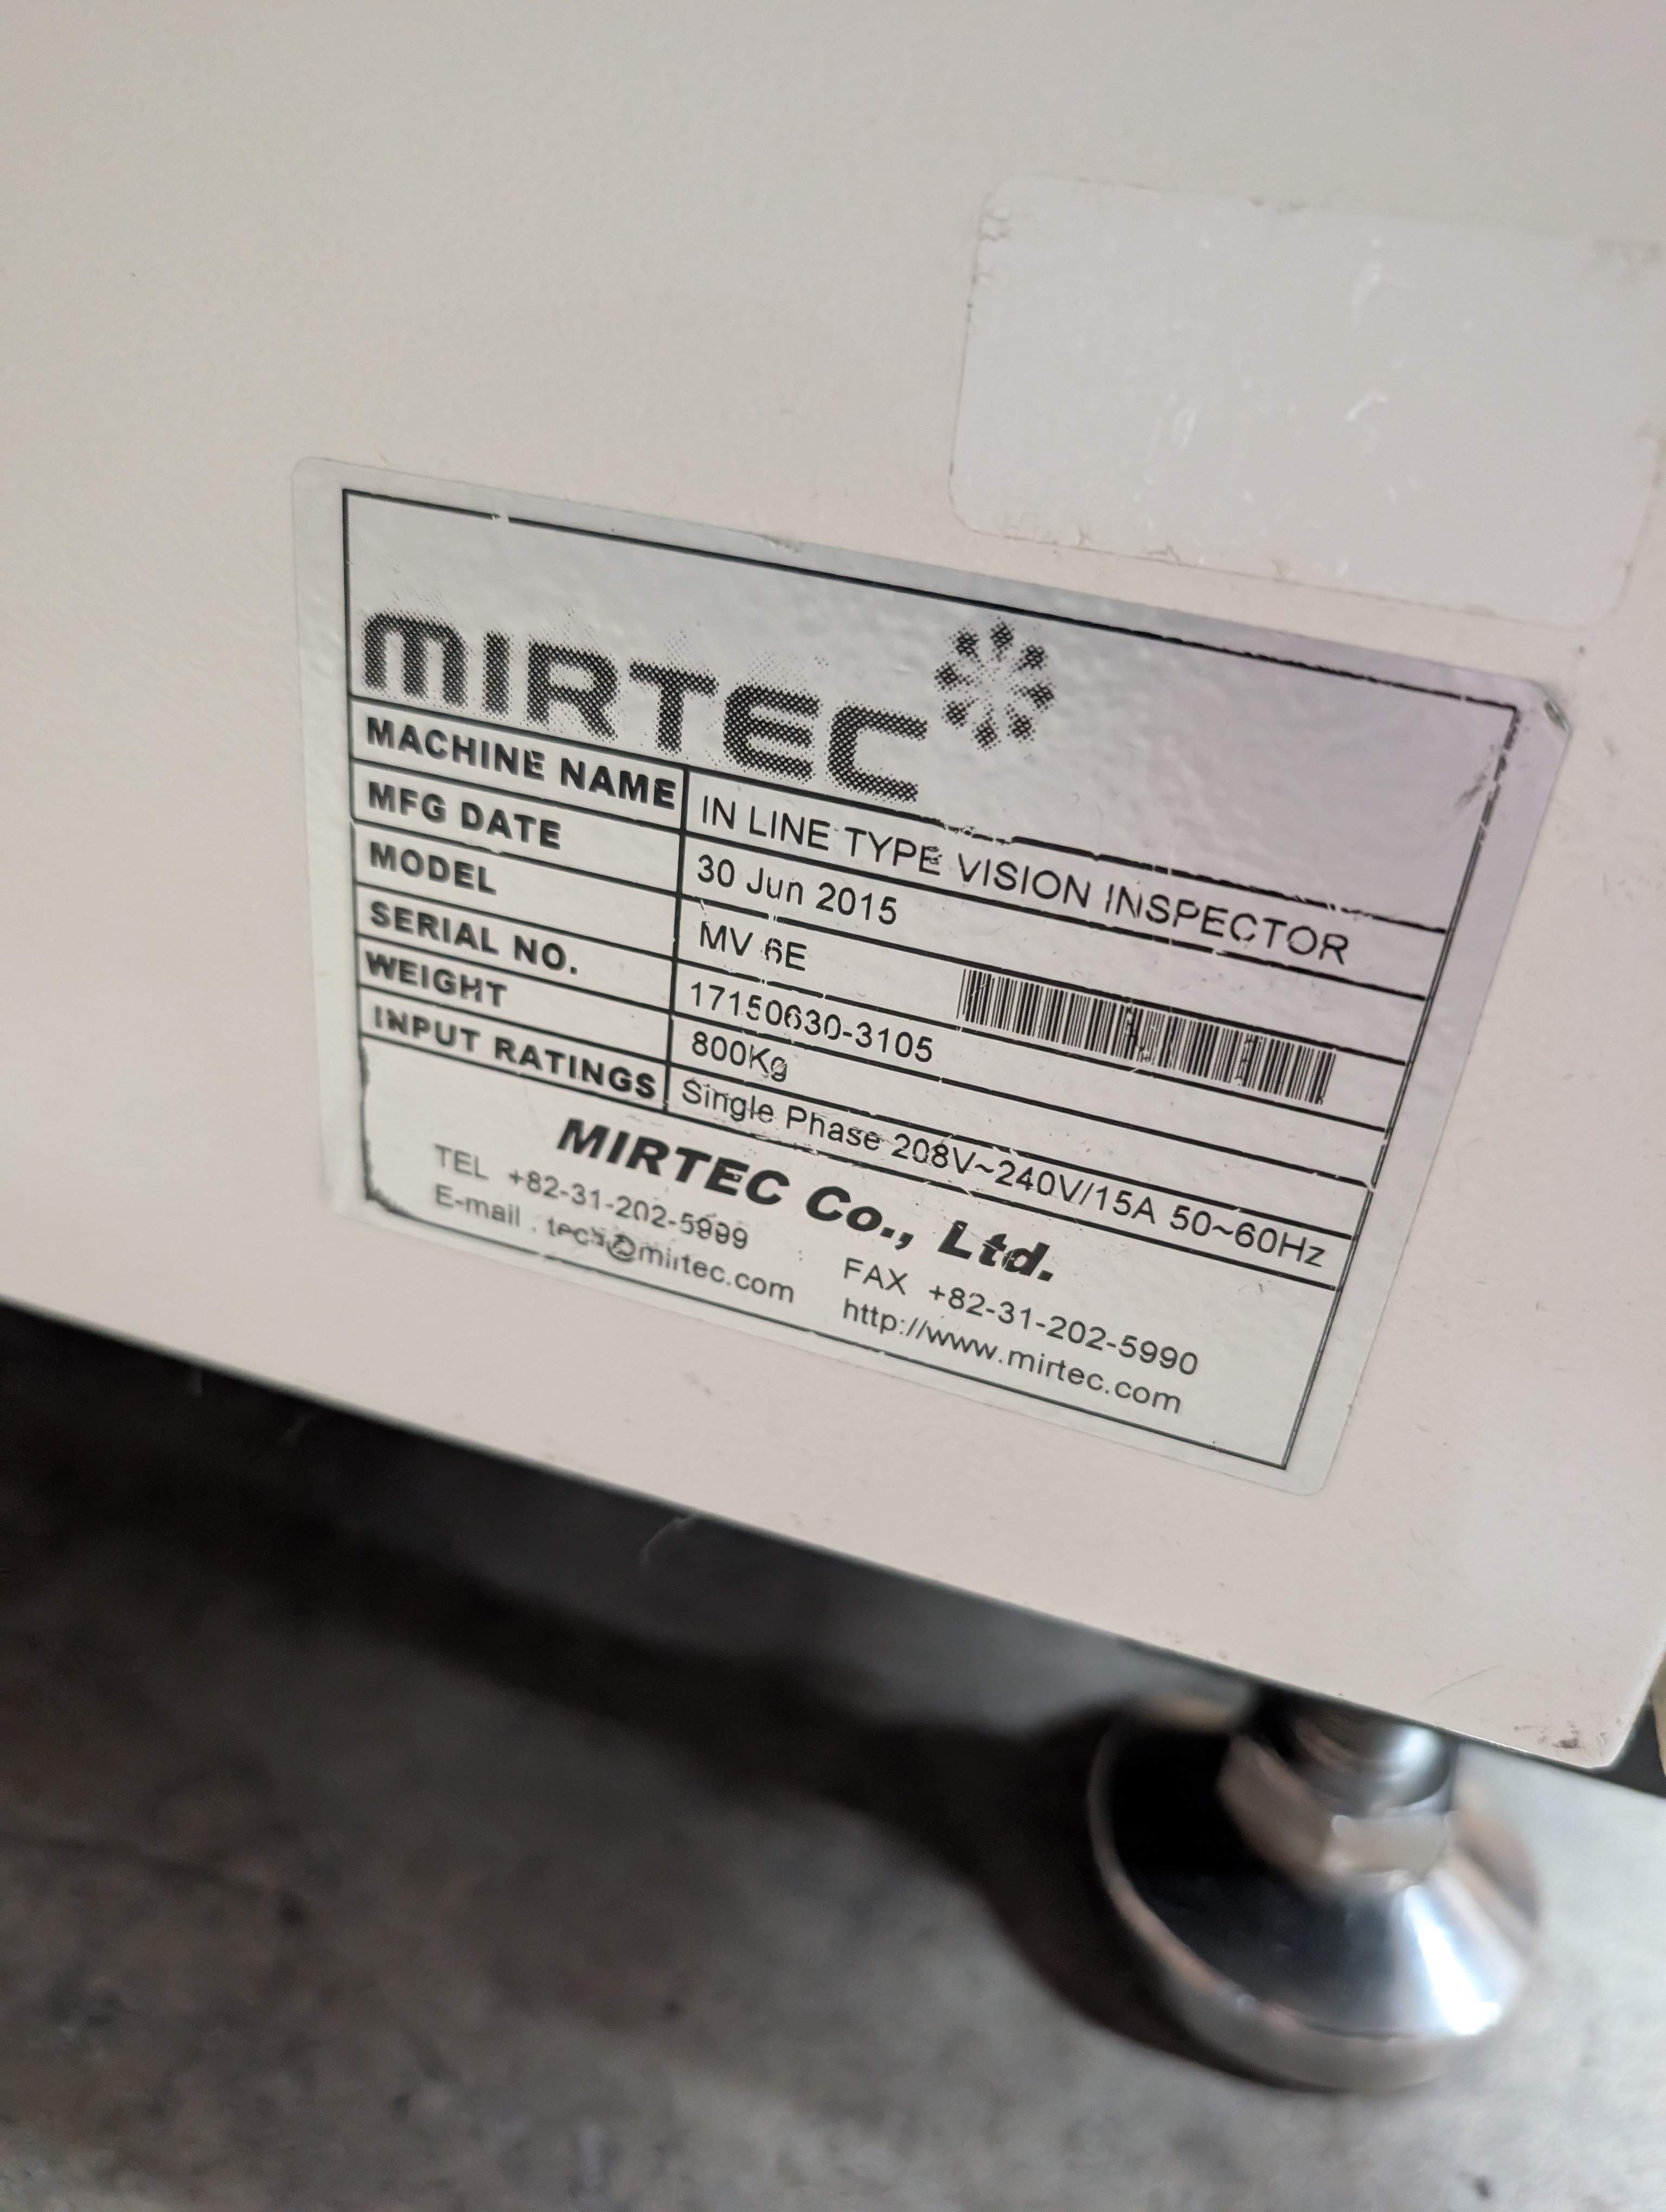 MIRTEC
MACHINE NAME IN LINE TYPE VISION INSPECTOR
MFG DATE 30 Jun 2015
MODEL MV 6E
SERIAL NO. 17150630-3105
WEIGHT 800Kg
INPUT RATINGS Single Phase 208V~240V/15A 50~60Hz
MIRTEC Co., Ltd.
TEL +82-31-202-5999 FAX +82-31-202-5990
E-mail . tech@mirtec.com http://www.mirtec.com